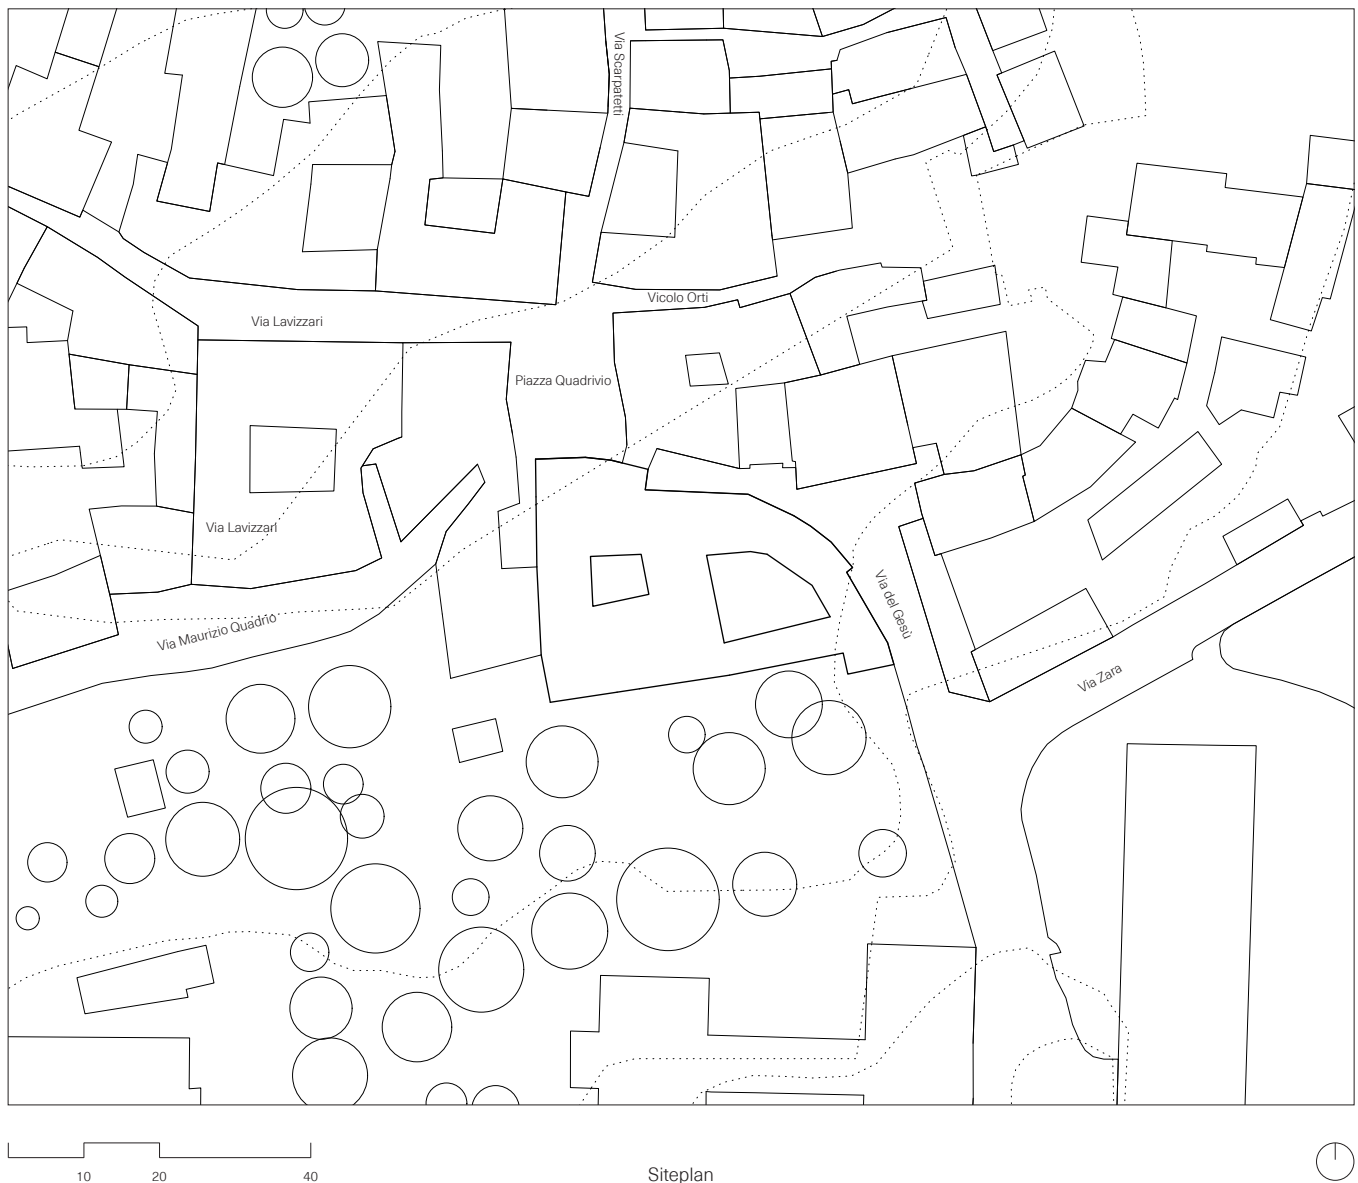 Via Scarpatetti
Vicolo Orti
Via Lavizzari
Piazza Quadrivio
Via Lavizzari
Via del Gesù
Via Maurizio Quadrio
Via Zara
10 20 40
Siteplan